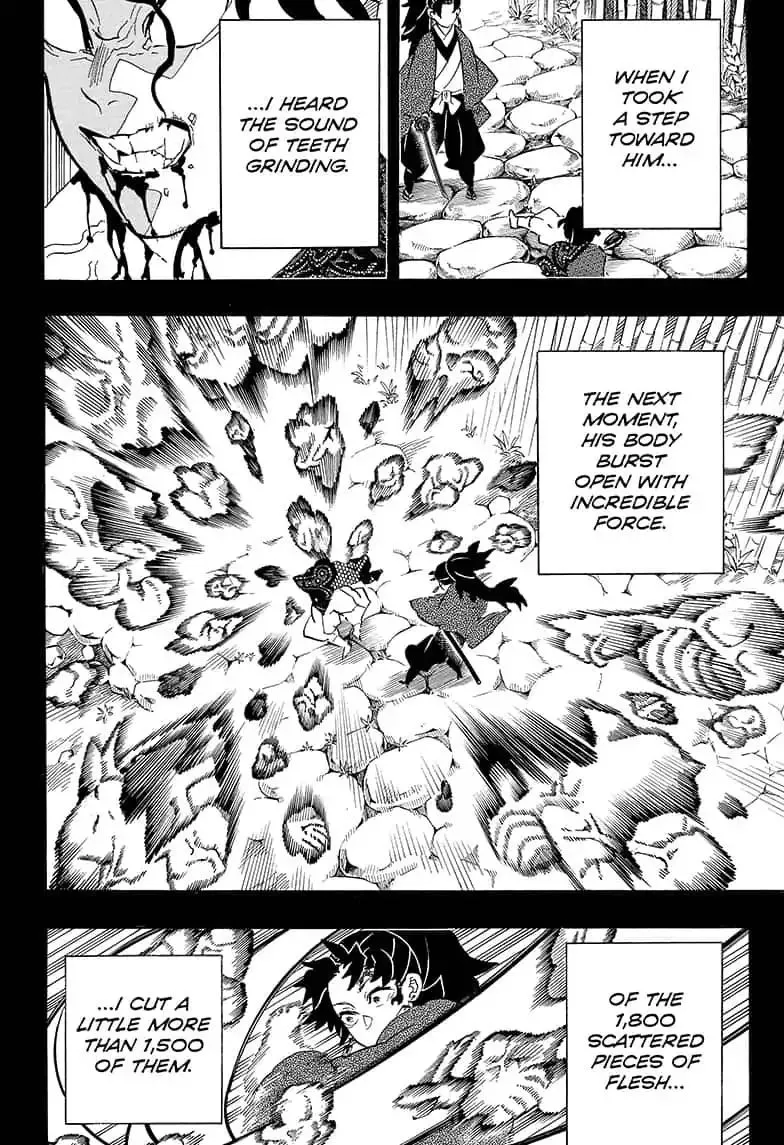 WHEN I
TOOK
A STEP
TOWARD
HIM...
...I HEARD
THE SOUND
OF TEETH
GRINDING.
THE NEXT
MOMENT,
HIS BODY
BURST
OPEN WITH
INCREDIBLE
FORCE.
OF THE
1,800
SCATTERED
PIECES OF
FLESH...
...I CUT A
LITTLE MORE
THAN 1,500
OF THEM.